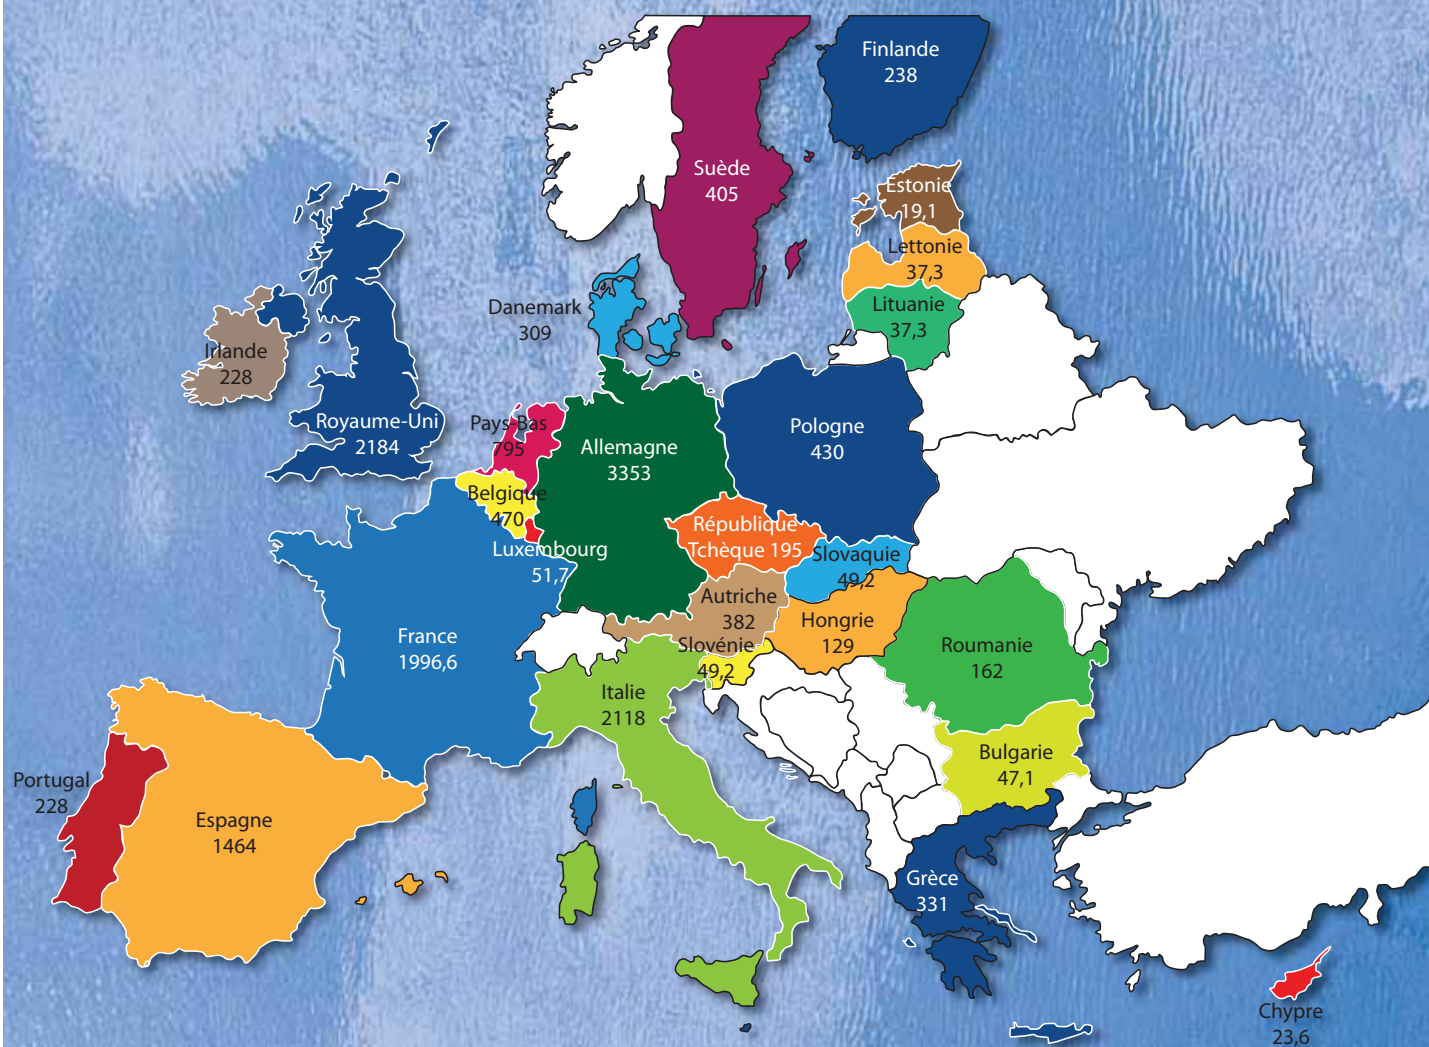 Finlande
238
Suède
405
Estonie
19,1
Lettonie
37,3
Lituanie
37,3
Danemark
309
Irlande
228
Royaume-Uni
2184
Pays-Bas
795
Allemagne
3353
Pologne
430
Belgique
470
Luxembourg
51,7
République
Tchèque 195
Slovaquie
49,2
Autriche
382
Hongrie
129
Slovénie
49,2
France
1996,6
Roumanie
162
Italie
2118
Bulgarie
47,1
Portugal
228
Espagne
1464
Grèce
331
Chypre
23,6